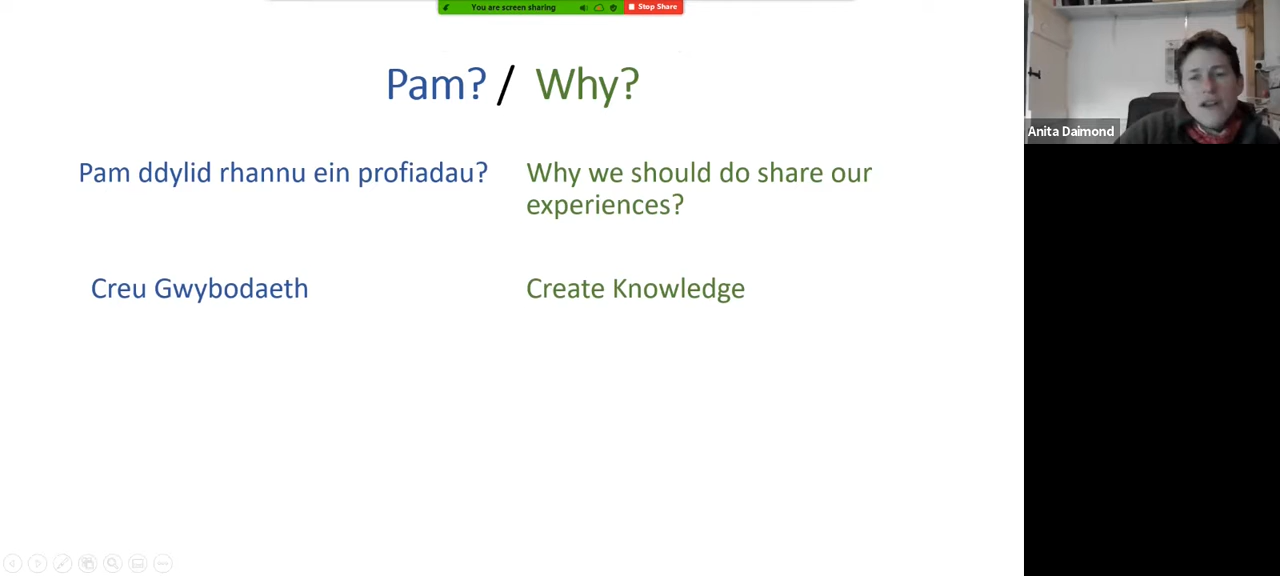 You are screen sharing
Stop Share
Pam? / Why?
Anita Daimond
Pam ddylid rhannu ein profiadau?
Why we should do share our
experiences?
Creu Gwybodaeth
Create Knowledge